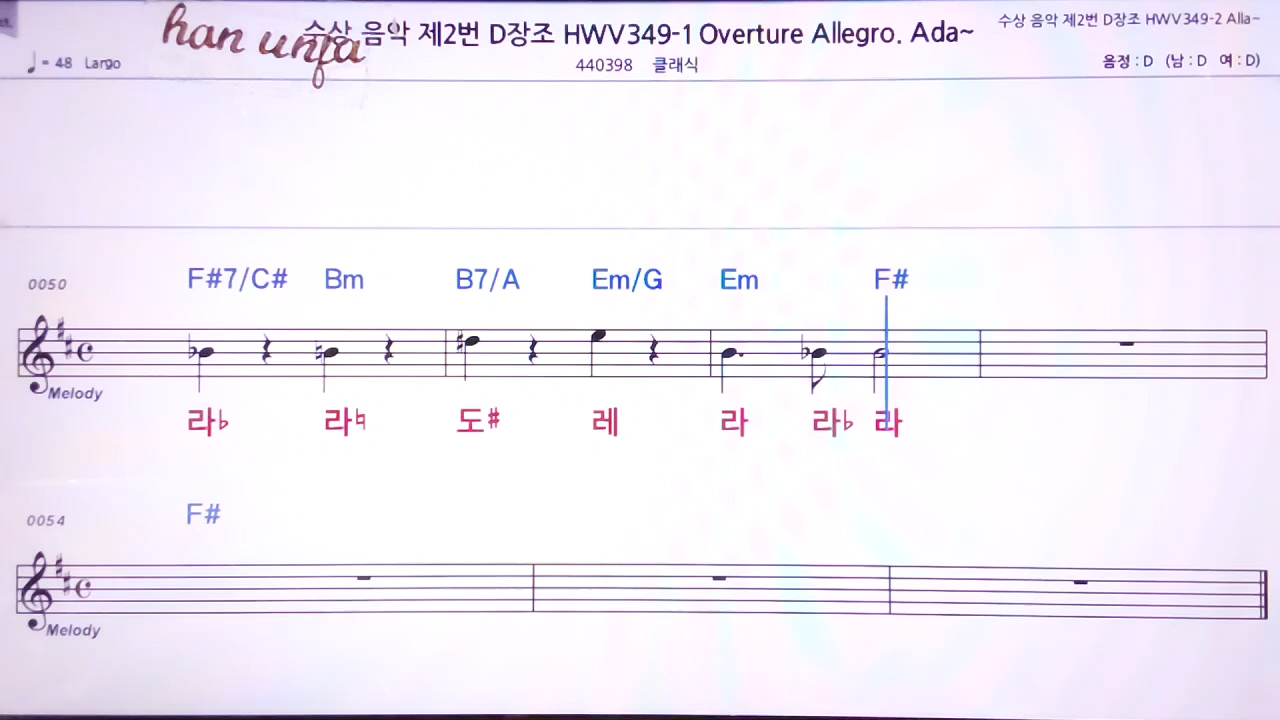 han unfa
수상 음악 제2번 D장조 HWV349-1 Overture Allegro. Ada~
수상 음악 제2번 D장조 HWV349-2 Alla~
♩= 48 Largo
440398 클래식
음정 : D (남 : D 여 : D)
0050 F#7/C# Bm B7/A Em/G Em F#
Melody
라♭ 라♮ 도# 레 라 라♭ 라
0054 F#
Melody